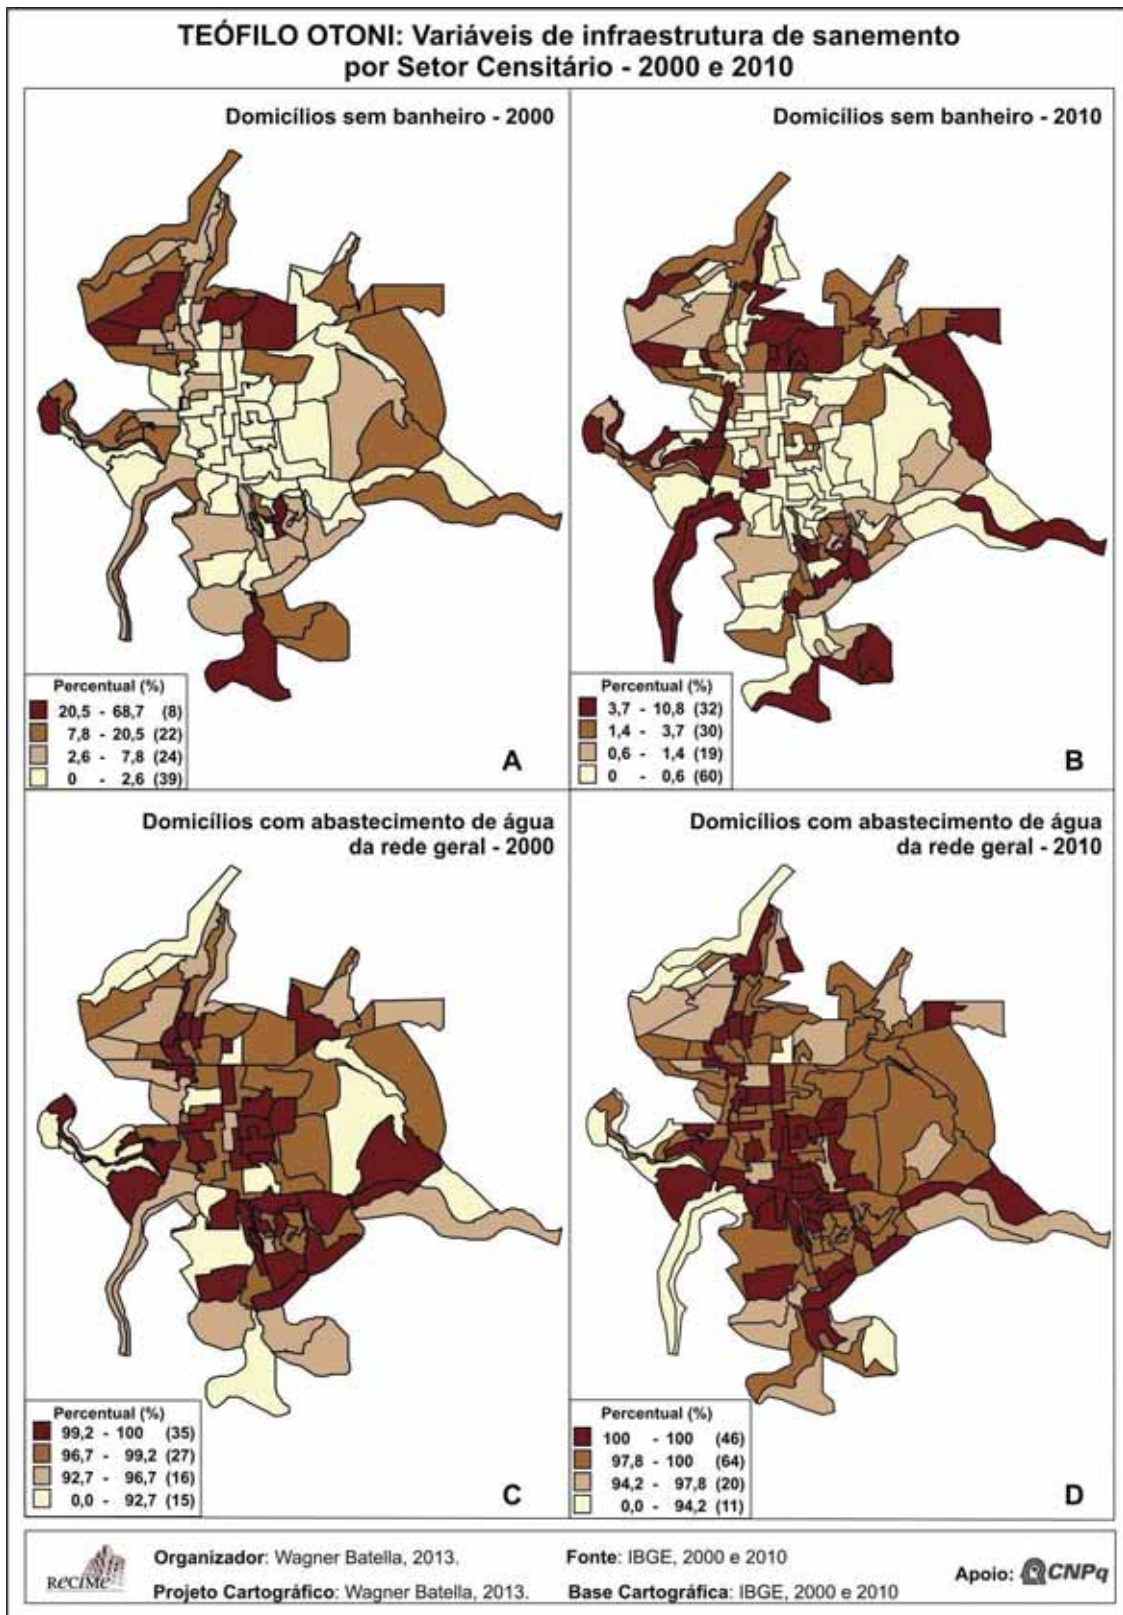 TEÓFILO OTONI: Variáveis de infraestrutura de sanemento
por Setor Censitário - 2000 e 2010
Domicílios sem banheiro - 2000
Percentual (%)
20,5 - 68,7 (8)
7,8 - 20,5 (22)
2,6 - 7,8 (24)
0 - 2,6 (39)
A
Domicílios sem banheiro - 2010
Percentual (%)
3,7 - 10,8 (32)
1,4 - 3,7 (30)
0,6 - 1,4 (19)
0 - 0,6 (60)
B
Domicílios com abastecimento de água
da rede geral - 2000
Percentual (%)
99,2 - 100 (35)
96,7 - 99,2 (27)
92,7 - 96,7 (16)
0,0 - 92,7 (15)
C
Domicílios com abastecimento de água
da rede geral - 2010
Percentual (%)
100 - 100 (46)
97,8 - 100 (64)
94,2 - 97,8 (20)
0,0 - 94,2 (11)
D
ReCiMe
Organizador: Wagner Batella, 2013.
Projeto Cartográfico: Wagner Batella, 2013.
Fonte: IBGE, 2000 e 2010
Base Cartográfica: IBGE, 2000 e 2010
Apoio: CNPq